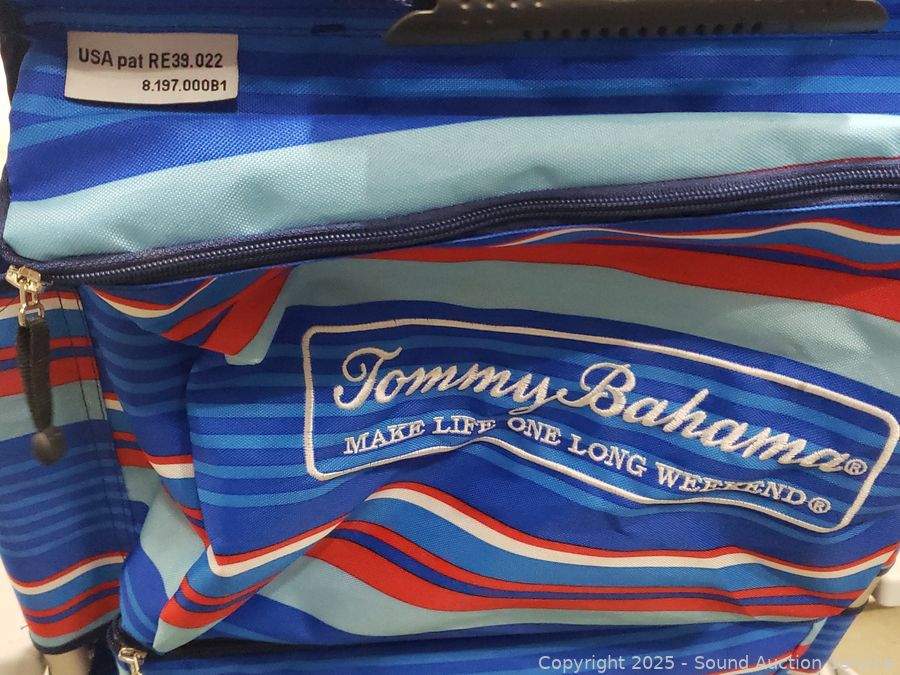 USA pat RE39.022
8.197.000B1
Tommy Bahama®
MAKE LIFE ONE LONG WEEKEND®
Copyright 2025 - Sound Auction Service